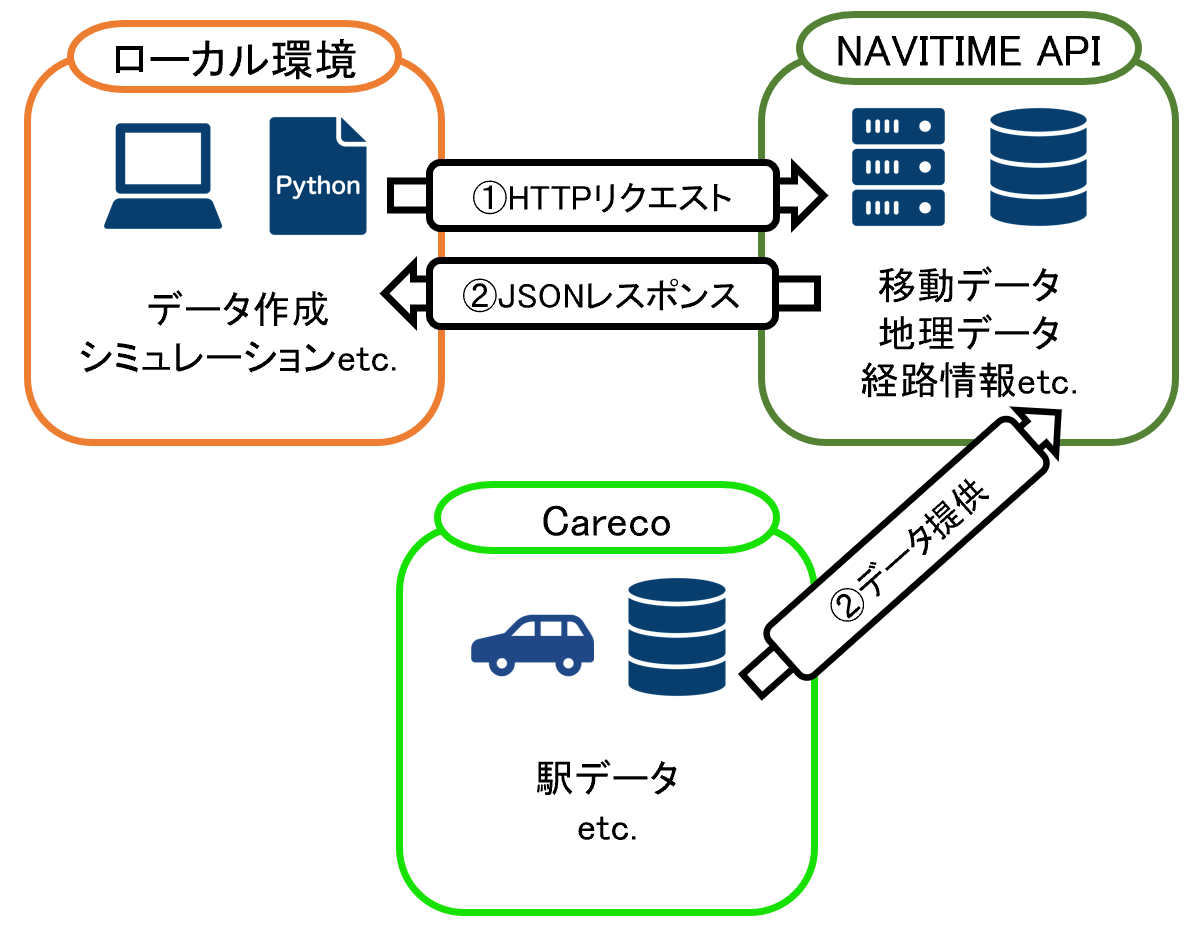 ローカル環境
NAVITIME API
Python
①HTTPリクエスト
②JSONレスポンス
データ作成
シミュレーションetc.
移動データ
地理データ
経路情報etc.
②データ提供
Careco
駅データ
etc.